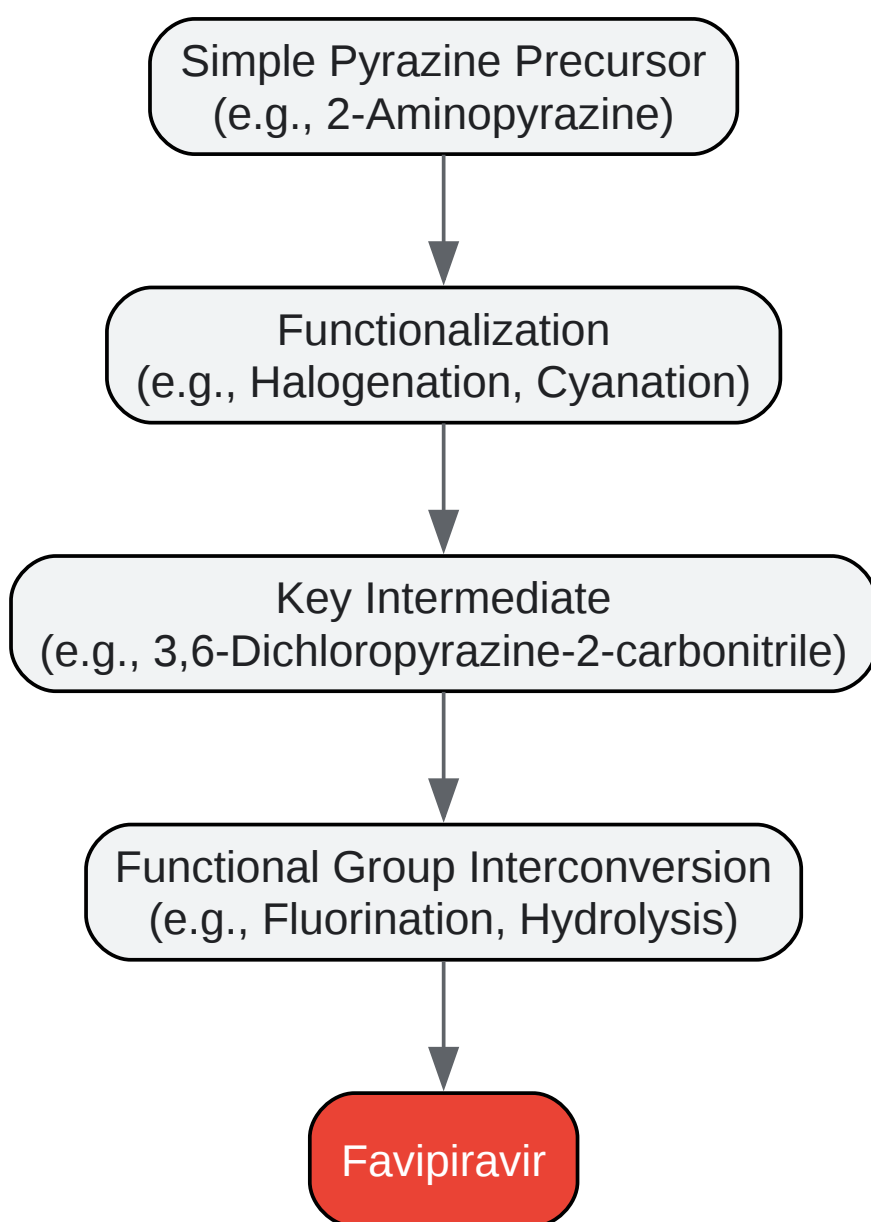 Simple Pyrazine Precursor
(e.g., 2-Aminopyrazine)
Functionalization
(e.g., Halogenation, Cyanation)
Key Intermediate
(e.g., 3,6-Dichloropyrazine-2-carbonitrile)
Functional Group Interconversion
(e.g., Fluorination, Hydrolysis)
Favipiravir